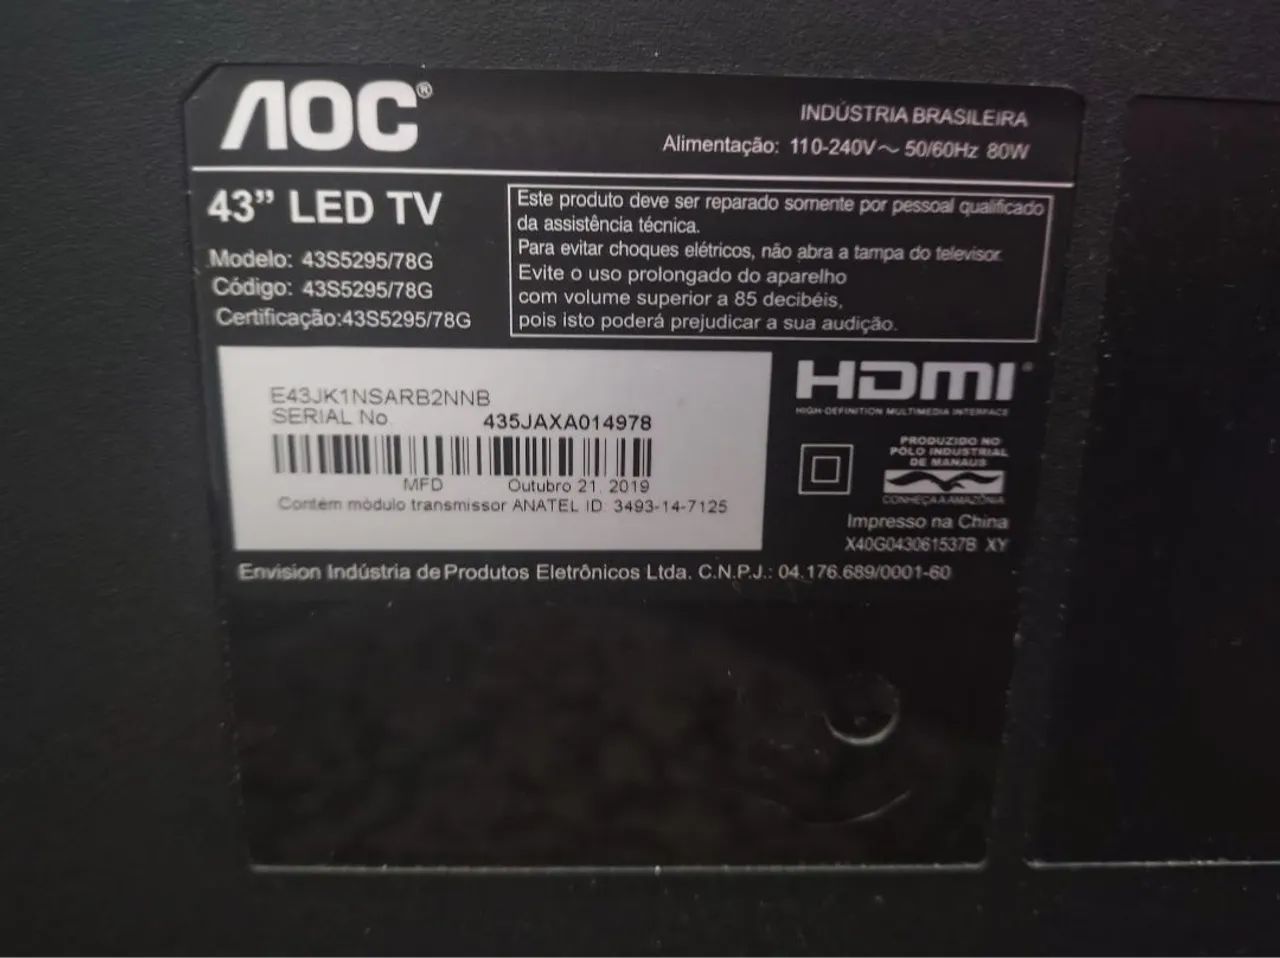 AOC®
INDÚSTRIA BRASILEIRA
Alimentação: 110-240V～ 50/60Hz 80W
43” LED TV
Modelo: 43S5295/78G
Código: 43S5295/78G
Certificação:43S5295/78G
Este produto deve ser reparado somente por pessoal qualificado
da assistência técnica.
Para evitar choques elétricos, não abra a tampa do televisor.
Evite o uso prolongado do aparelho
com volume superior a 85 decibéis,
pois isto poderá prejudicar a sua audição.
E43JK1NSARB2NNB
SERIAL No. 435JAXA014978
MFD Outubro 21, 2019
Contém módulo transmissor ANATEL ID: 3493-14-7125
HDMI®
HIGH-DEFINITION MULTIMEDIA INTERFACE
PRODUZIDO NO
PÓLO INDUSTRIAL
DE MANAUS
CONHEÇA A AMAZÔNIA
Impresso na China
X40G043061537B XY
Envision Indústria de Produtos Eletrônicos Ltda. C.N.P.J.: 04.176.689/0001-60